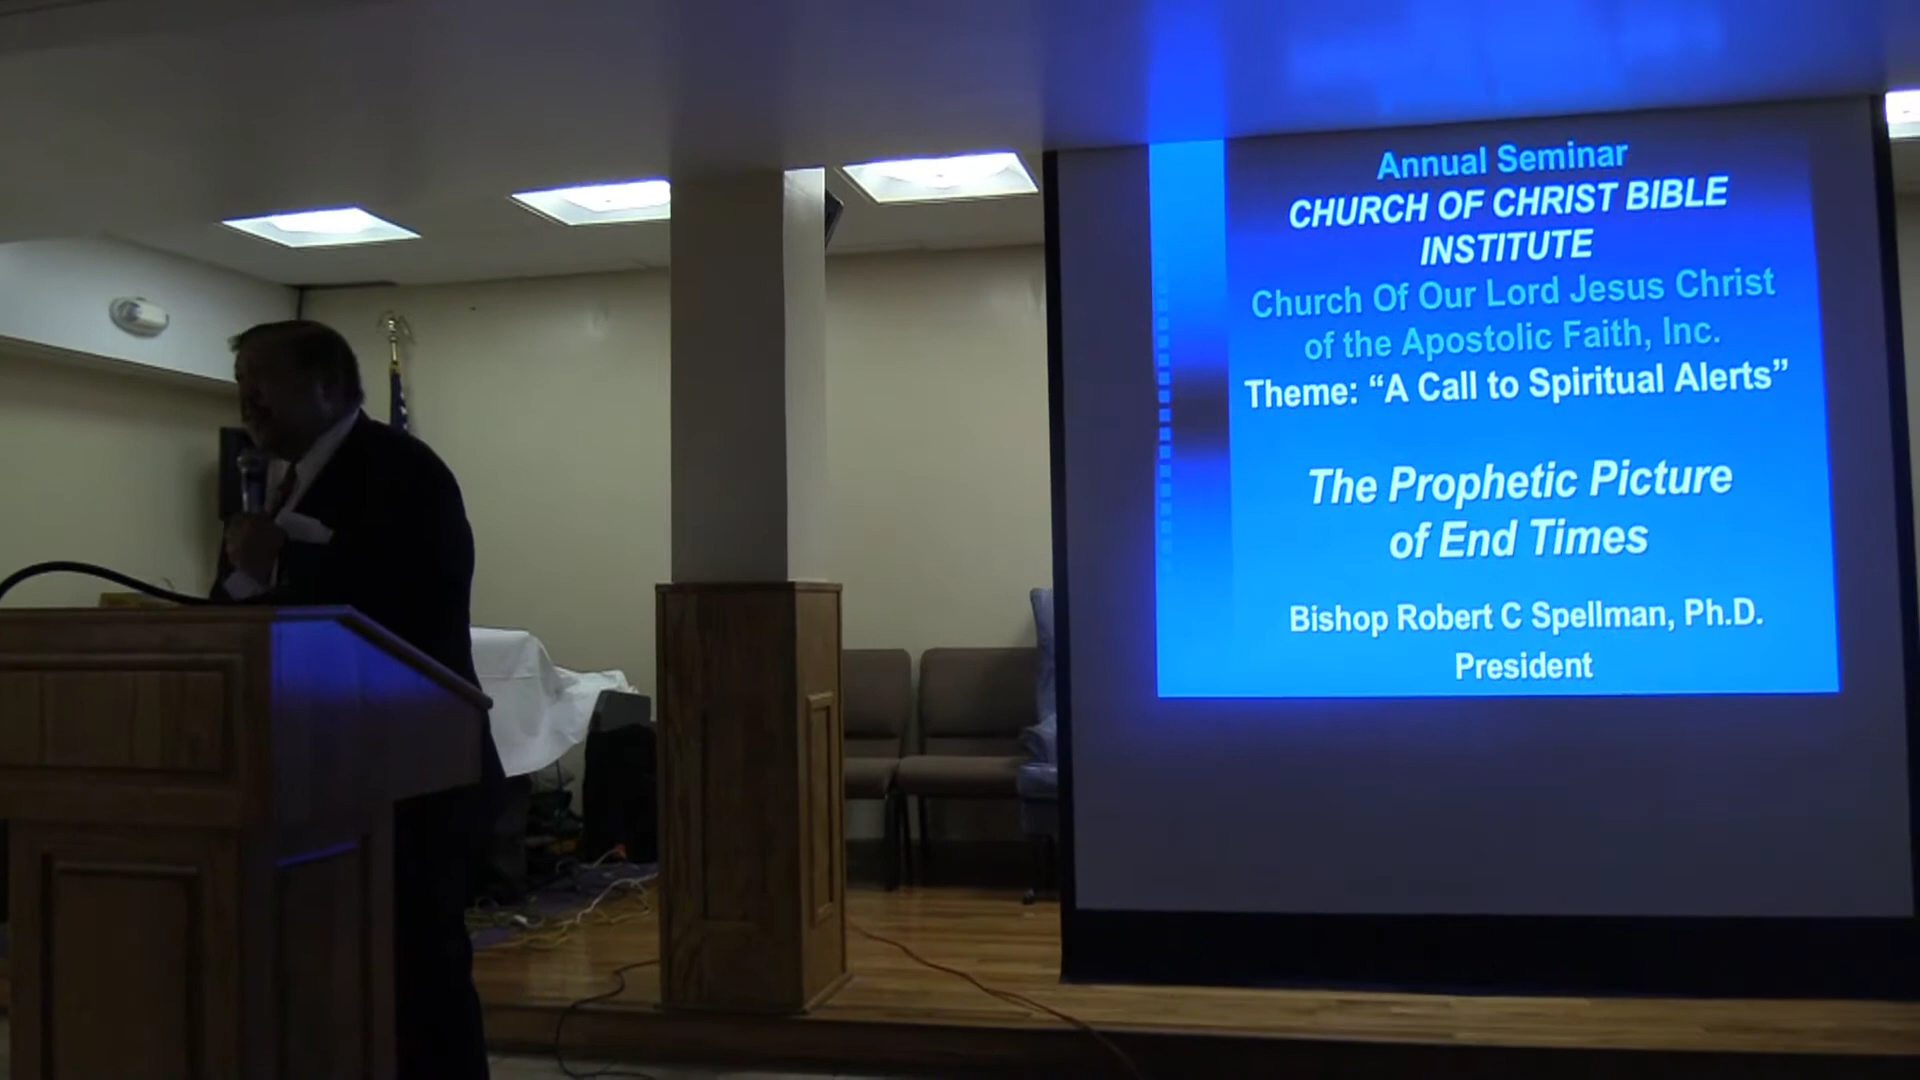 Annual Seminar
CHURCH OF CHRIST BIBLE
INSTITUTE
Church Of Our Lord Jesus Christ
of the Apostolic Faith, Inc.
Theme: “A Call to Spiritual Alerts”
The Prophetic Picture
of End Times
Bishop Robert C Spellman, Ph.D.
President